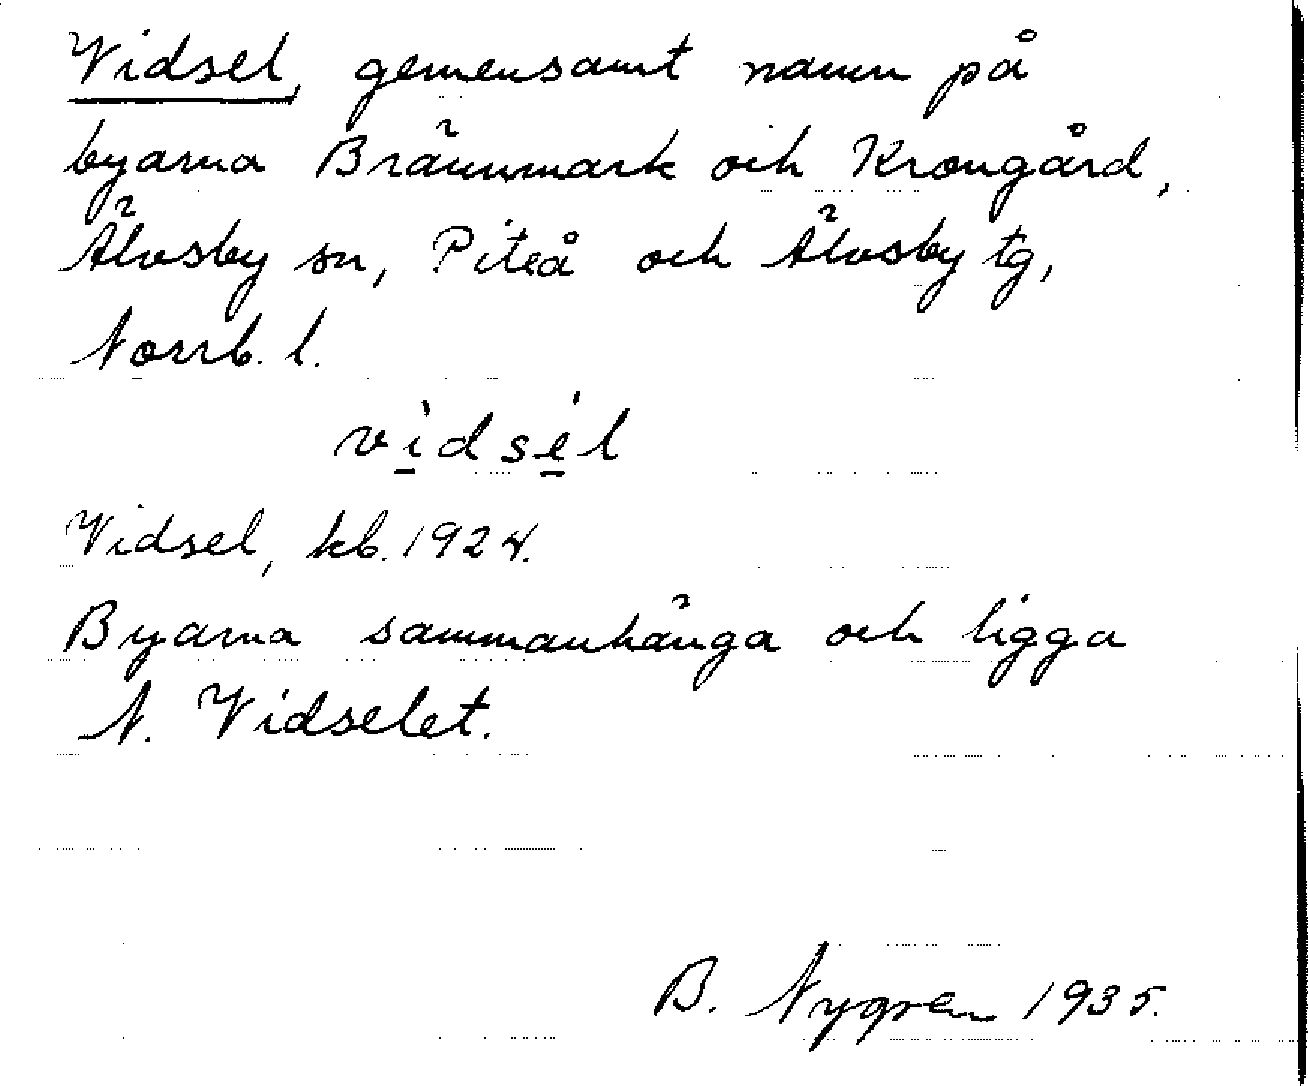 Vidsel, gemensamt namn på
byarna Brännmark och Krongård,
Älvsby sn, Piteå och Älvsby tg,
Norrb. l.
vìdsél
Vidsel, kb. 1924.
Byarna sammanhänga och ligga
N. Vidselet.
B. Nygren 1935.